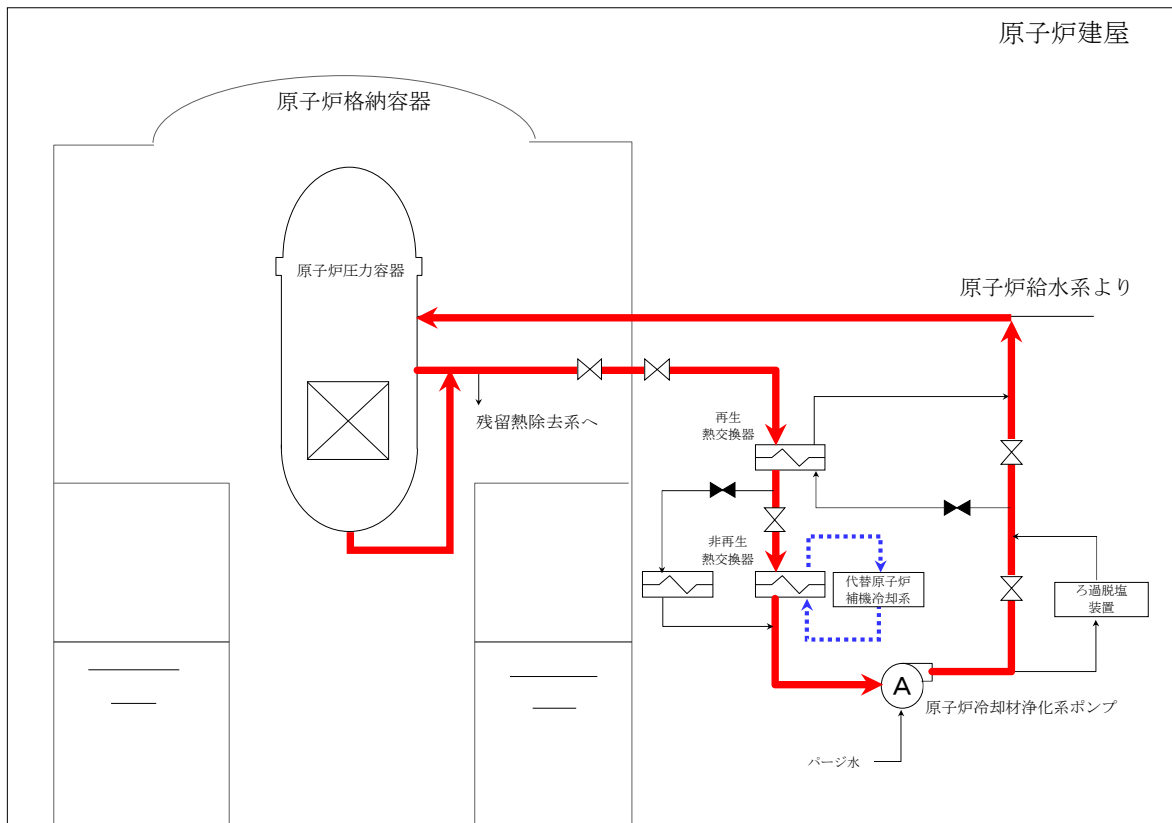 原子炉建屋
原子炉格納容器
原子炉圧力容器
原子炉給水系より
残留熱除去系へ
再生
熱交換器
非再生
熱交換器
代替原子炉
補機冷却系
ろ過脱塩
装置
A
原子炉冷却材浄化系ポンプ
パージ水